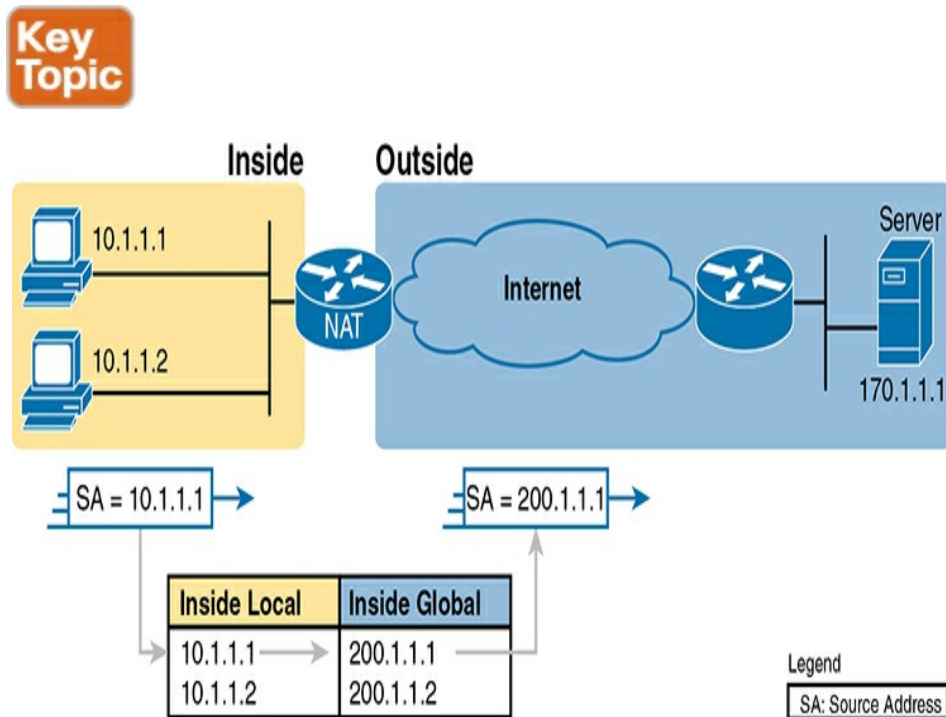 Key
Topic
Inside
Outside
10.1.1.1
10.1.1.2
NAT
Internet
Server
170.1.1.1
SA = 10.1.1.1
SA = 200.1.1.1
Inside Local
Inside Global
10.1.1.1
200.1.1.1
10.1.1.2
200.1.1.2
Legend
SA: Source Address